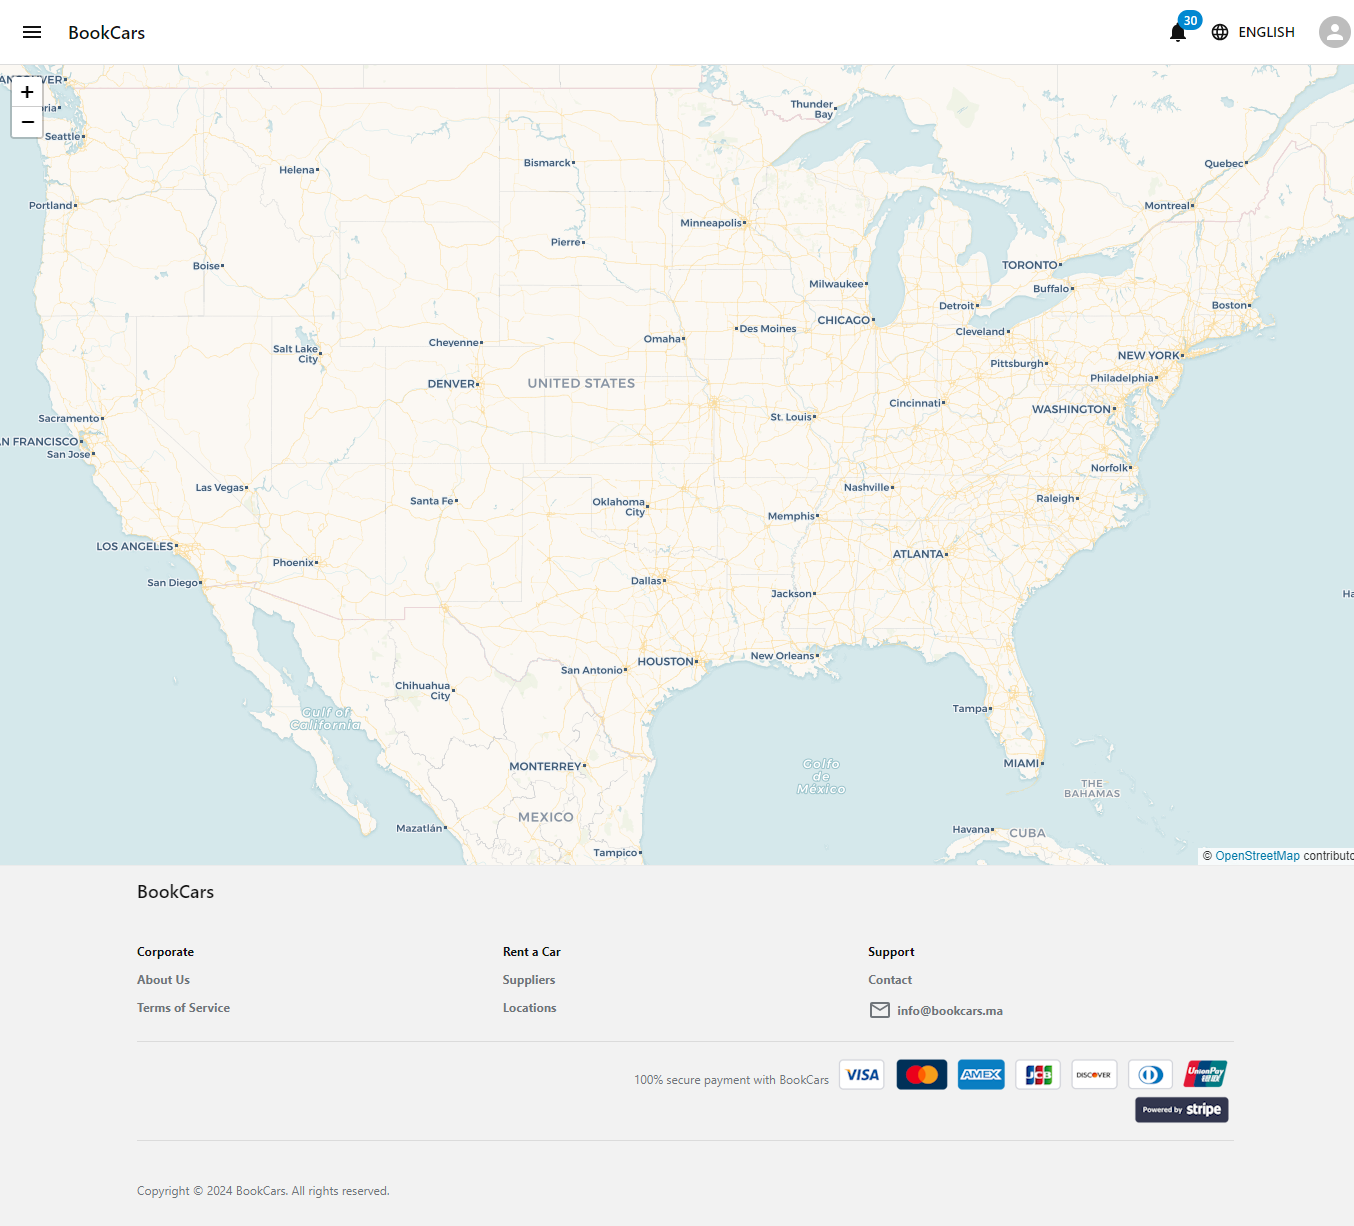 BookCars
30
ENGLISH
+
−
VER
ria
Seattle
Portland
Helena
Bismarck
Thunder
Bay
Quebec
Montreal
Minneapolis
Pierre
Boise
TORONTO
Buffalo
Milwaukee
Detroit
Boston
CHICAGO
Cleveland
Des Moines
Omaha
Cheyenne
Salt Lake
City
NEW YORK
Pittsburgh
Philadelphia
DENVER
UNITED STATES
Cincinnati
WASHINGTON
St. Louis
Sacramento
N FRANCISCO
San Jose
Norfolk
Las Vegas
Nashville
Raleigh
Santa Fe
Oklahoma
City
Memphis
LOS ANGELES
ATLANTA
Phoenix
San Diego
Dallas
Jackson
Ha
New Orleans
HOUSTON
San Antonio
Chihuahua
City
Gulf of
California
Tampa
MIAMI
MONTERREY
Golfo
de
México
THE
BAHAMAS
MEXICO
Mazatlán
Havana
CUBA
Tampico
© OpenStreetMap contributo
BookCars
Corporate
About Us
Terms of Service
Rent a Car
Suppliers
Locations
Support
Contact
info@bookcars.ma
100% secure payment with BookCars
VISA
AMEX
JCB
DISCOVER
UnionPay
银联
Powered by stripe
Copyright © 2024 BookCars. All rights reserved.